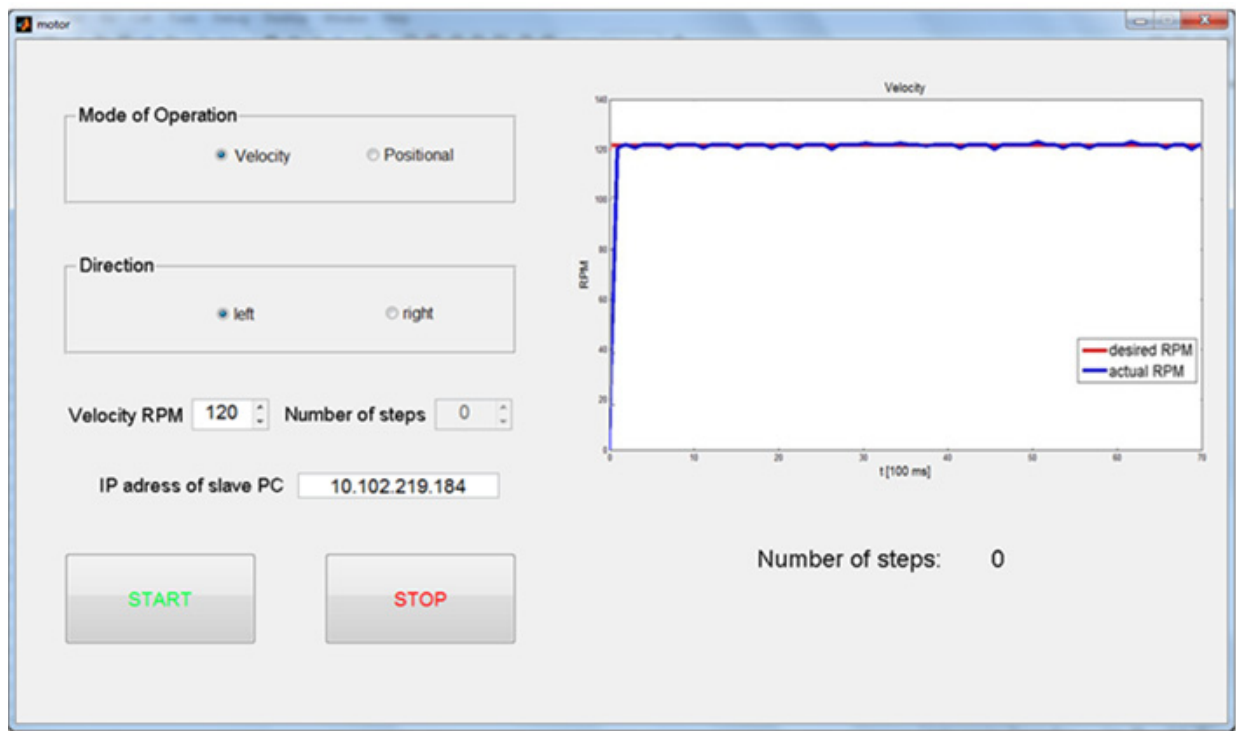 motor
Mode of Operation
Velocity Positional
Direction
left right
Velocity RPM 120 Number of steps 0
IP adress of slave PC 10.102.219.184
START STOP
Velocity
140
120
100
80
60
40
20
0
RPM
0 10 20 30 40 50 60 70
t [100 ms]
desired RPM
actual RPM
Number of steps: 0